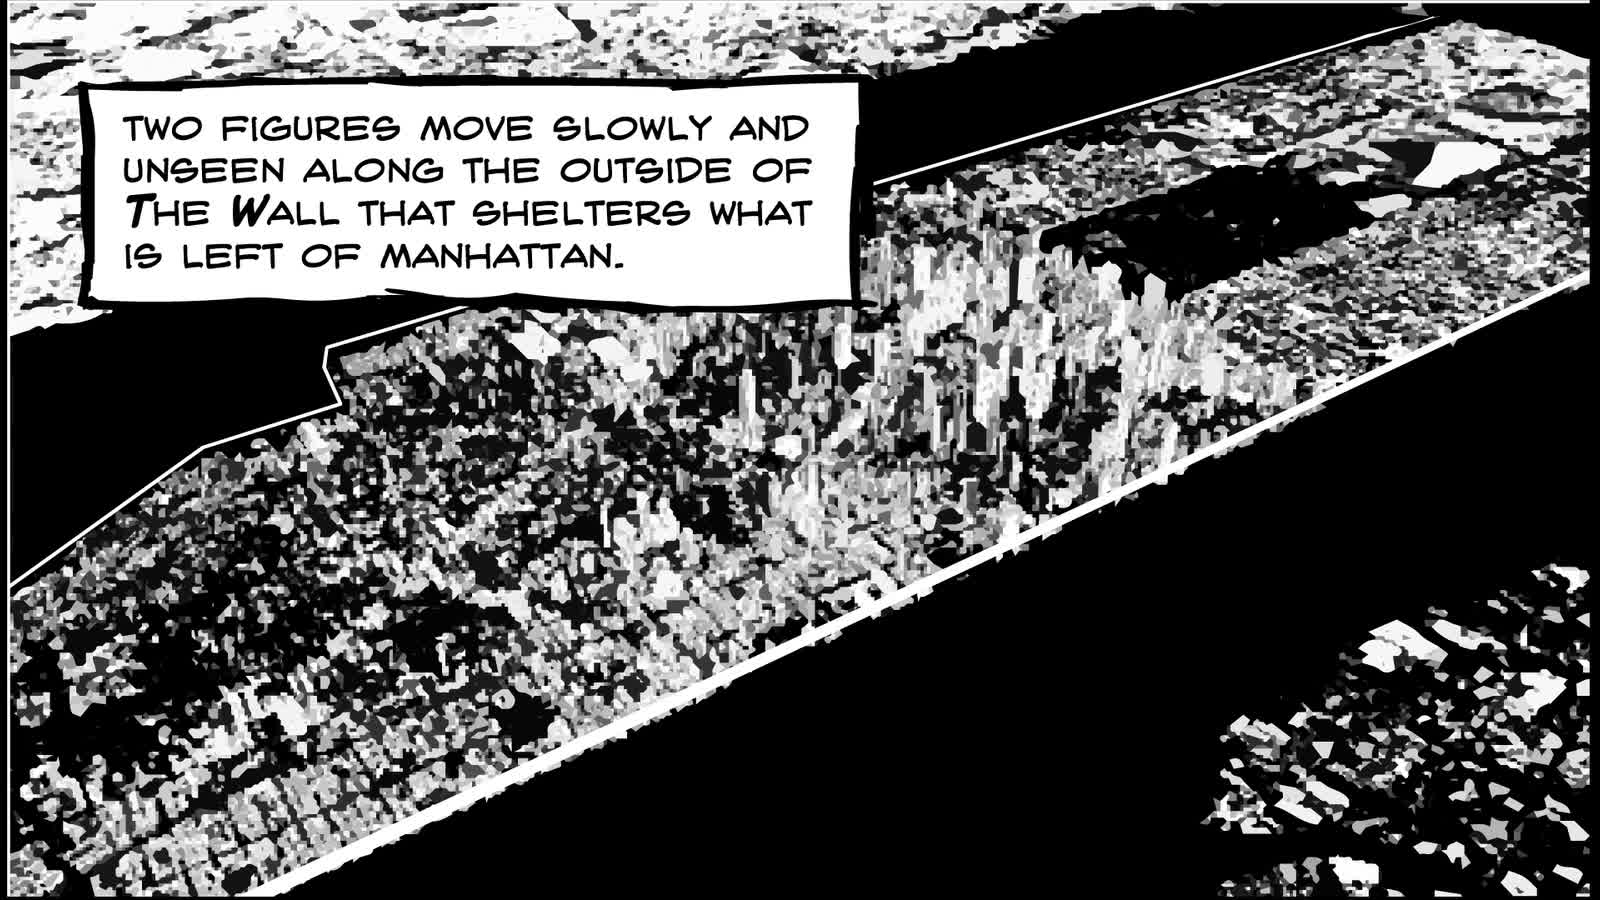 TWO FIGURES MOVE SLOWLY AND
UNSEEN ALONG THE OUTSIDE OF
THE WALL THAT SHELTERS WHAT
IS LEFT OF MANHATTAN.